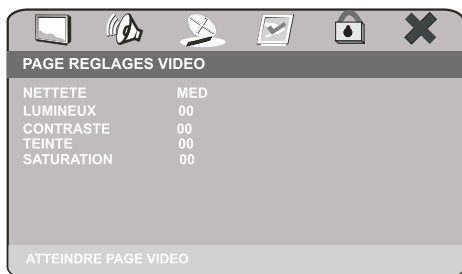 PAGE REGLAGES VIDEO
NETTETE MED
LUMINEUX 00
CONTRASTE 00
TEINTE 00
SATURATION 00
ATTEINDRE PAGE VIDEO